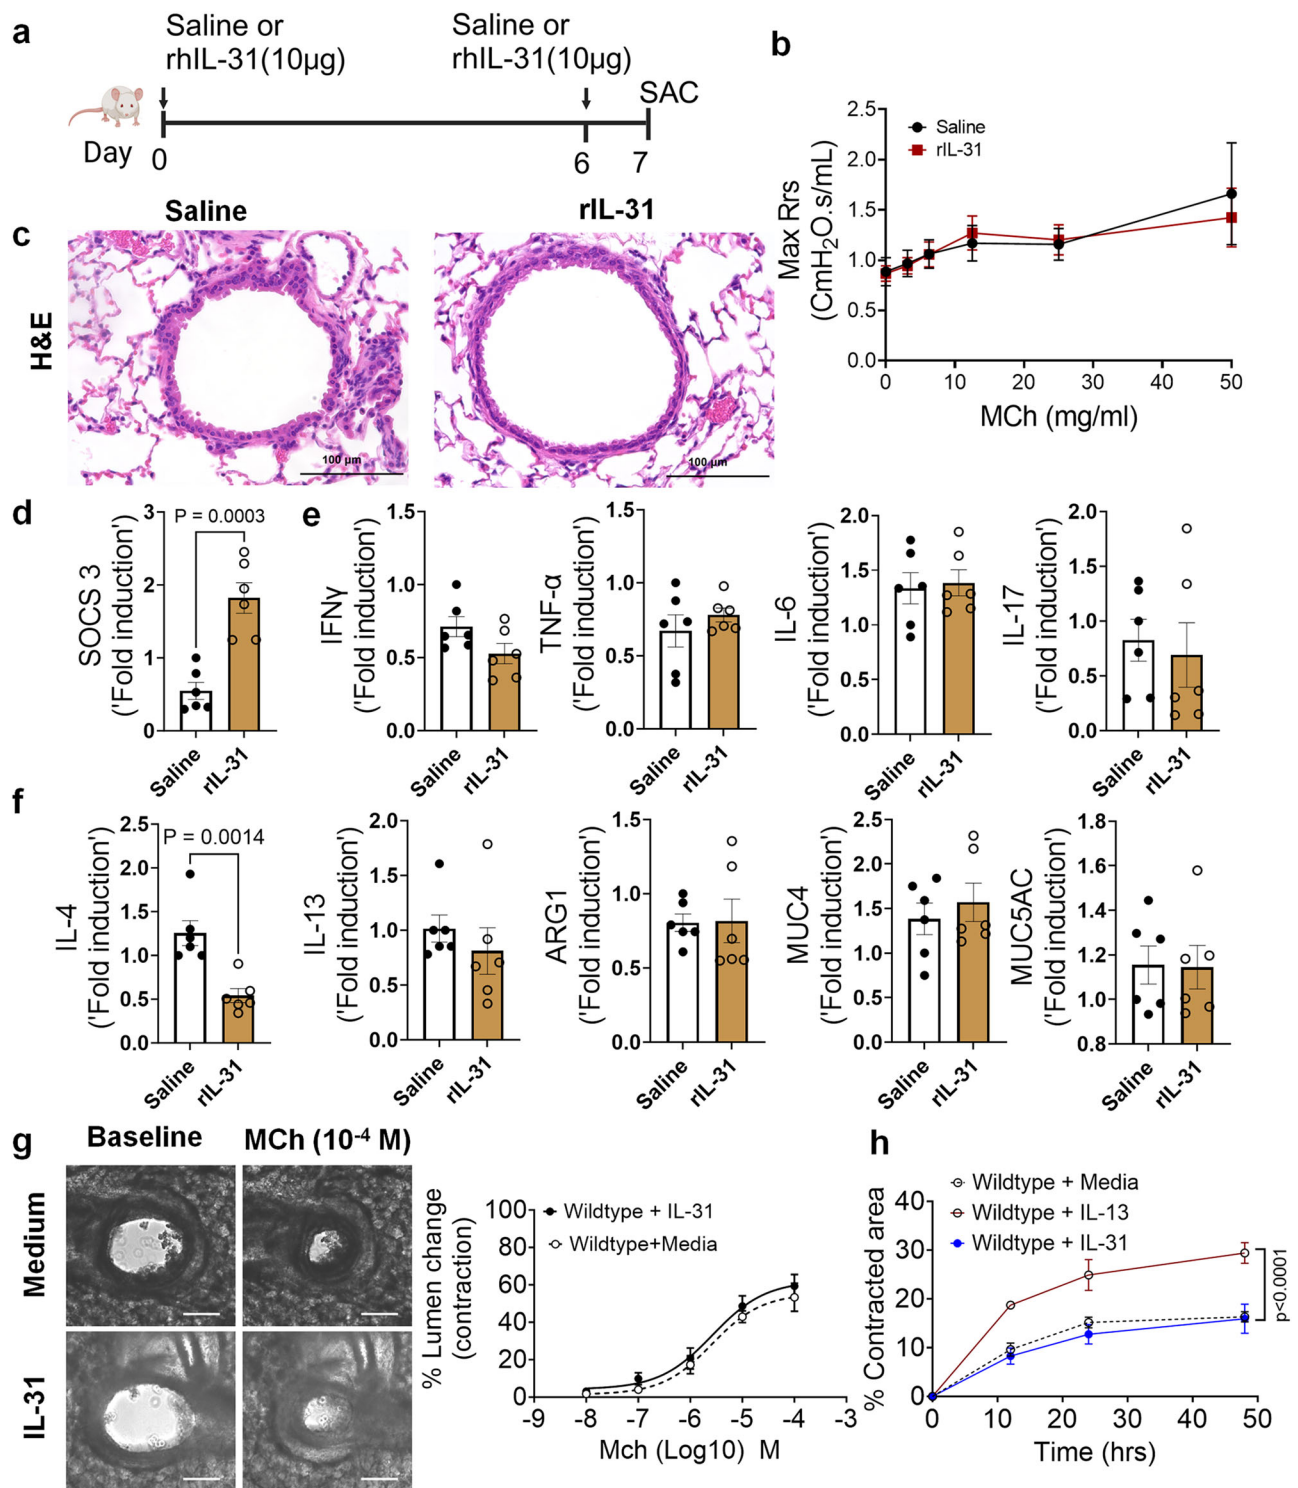 a
Saline or
rhIL-31(10µg)
Saline or
rhIL-31(10µg)
SAC
Day
0
6
7
b
2.5
2.0
1.5
1.0
0.5
0.0
Max Rrs
(CmH₂O.s/mL)
Saline
rIL-31
0
10
20
30
40
50
MCh (mg/ml)
c
Saline
rIL-31
H&E
100 µm
100 µm
d
SOCS 3
('Fold induction')
3
2
1
0
P = 0.0003
Saline
rIL-31
e
IFNγ
('Fold induction')
1.5
1.0
0.5
0.0
Saline
rIL-31
TNF-α
('Fold induction')
1.5
1.0
0.5
0.0
Saline
rIL-31
IL-6
('Fold induction')
2.0
1.5
1.0
0.5
0.0
Saline
rIL-31
IL-17
('Fold induction')
2.0
1.5
1.0
0.5
0.0
Saline
rIL-31
f
IL-4
('Fold induction')
2.5
2.0
1.5
1.0
0.5
0.0
P = 0.0014
Saline
rIL-31
IL-13
('Fold induction')
2.0
1.5
1.0
0.5
0.0
Saline
rIL-31
ARG1
('Fold induction')
1.5
1.0
0.5
0.0
Saline
rIL-31
MUC4
('Fold induction')
2.5
2.0
1.5
1.0
0.5
0.0
Saline
rIL-31
MUC5AC
('Fold induction')
1.8
1.6
1.4
1.2
1.0
0.8
Saline
rIL-31
g
Baseline
MCh (10⁻⁴ M)
Medium
IL-31
% Lumen change
(contraction)
100
80
60
40
20
0
Wildtype + IL-31
Wildtype+Media
-9
-8
-7
-6
-5
-4
-3
Mch (Log10) M
h
% Contracted area
40
30
20
10
0
Wildtype + Media
Wildtype + IL-13
Wildtype + IL-31
p<0.0001
0
10
20
30
40
50
Time (hrs)